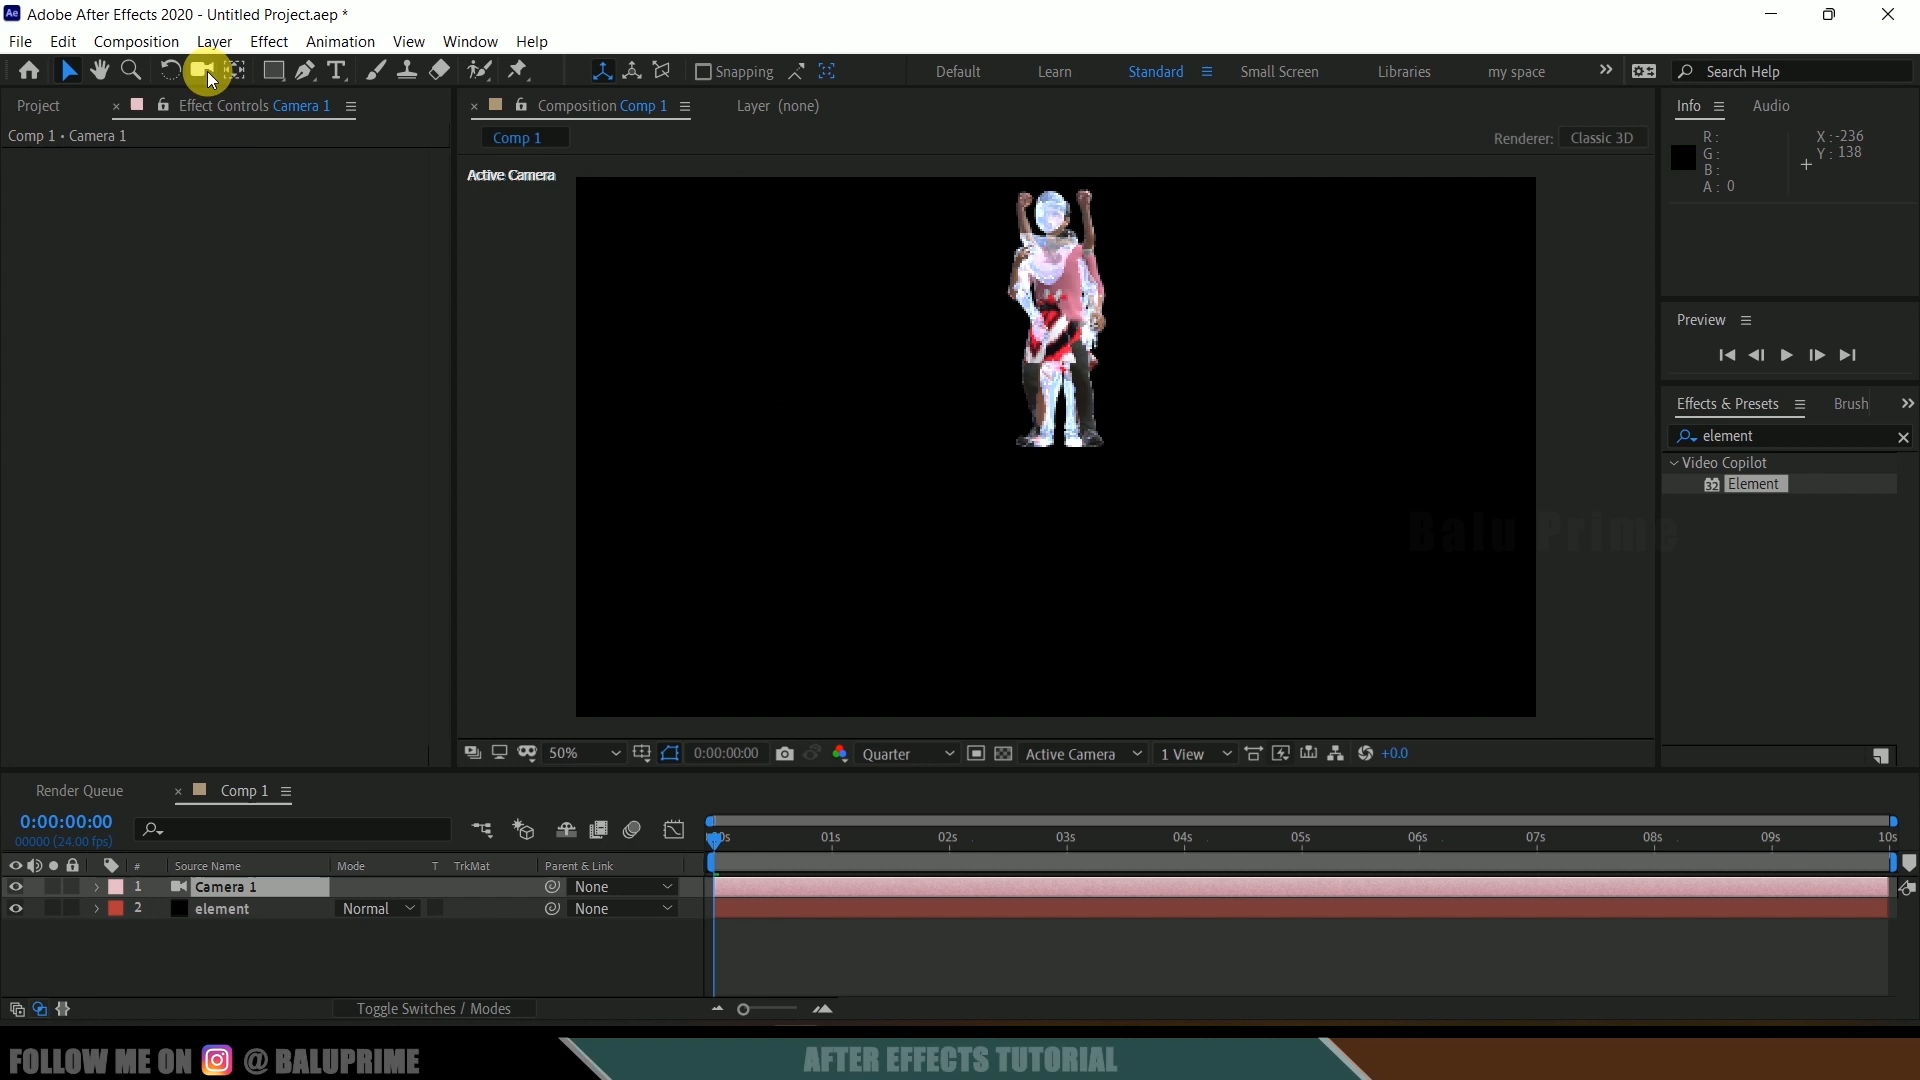 Ae Adobe After Effects 2020 - Untitled Project.aep *
File Edit Composition Layer Effect Animation View Window Help
Snapping Default Learn Standard Small Screen Libraries my space Search Help
Project Effect Controls Camera 1 Composition Comp 1 Layer (none) Info Audio
Comp 1 • Camera 1
Comp 1
Renderer: Classic 3D
R:
G:
B:
A: 0
X:-236
Y: 138
Active Camera
Preview
Effects & Presets Brush
element
Video Copilot
32 Element
Balu Prime
50% 0:00:00:00 Quarter Active Camera 1 View +0.0
Render Queue Comp 1
0:00:00:00
00000 (24.00 fps)
00s 01s 02s 03s 04s 05s 06s 07s 08s 09s 10s
# Source Name Mode T TrkMat Parent & Link
1 Camera 1 None
2 element Normal None
Toggle Switches / Modes
FOLLOW ME ON @ BALUPRIME
AFTER EFFECTS TUTORIAL